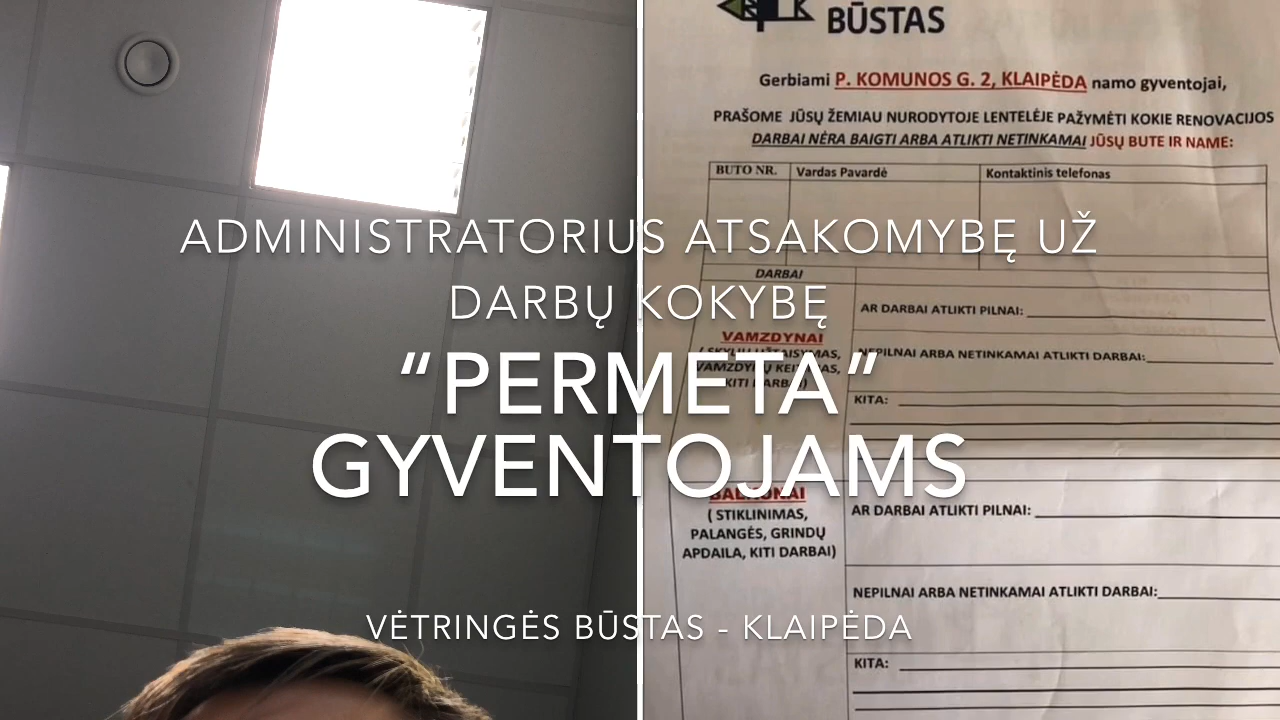 BŪSTAS
Gerbiami P. KOMUNOS G. 2, KLAIPĖDA namo gyventojai,
PRAŠOME JŪSŲ ŽEMIAU NURODYTOJE LENTELĖJE PAŽYMĖTI KOKIE RENOVACIJOS
DARBAI NĖRA BAIGTI ARBA ATLIKTI NETINKAMAI JŪSŲ BUTE IR NAME:
BUTO NR. Vardas Pavardė Kontaktinis telefonas
ADMINISTRATORIUS ATSAKOMYBĘ UŽ
DARBŲ KOKYBĘ
“PERMETA”
GYVENTOJAMS
VĖTRINGĖS BŪSTAS - KLAIPĖDA
DARBAI
AR DARBAI ATLIKTI PILNAI:
VAMZDYNAI
NEPILNAI ARBA NETINKAMAI ATLIKTI DARBAI:
KITI DARBAI)
KITA:
BALKONAI
( STIKLINIMAS,
PALANGĖS, GRINDŲ
APDAILA, KITI DARBAI)
AR DARBAI ATLIKTI PILNAI:
NEPILNAI ARBA NETINKAMAI ATLIKTI DARBAI:
KITA: